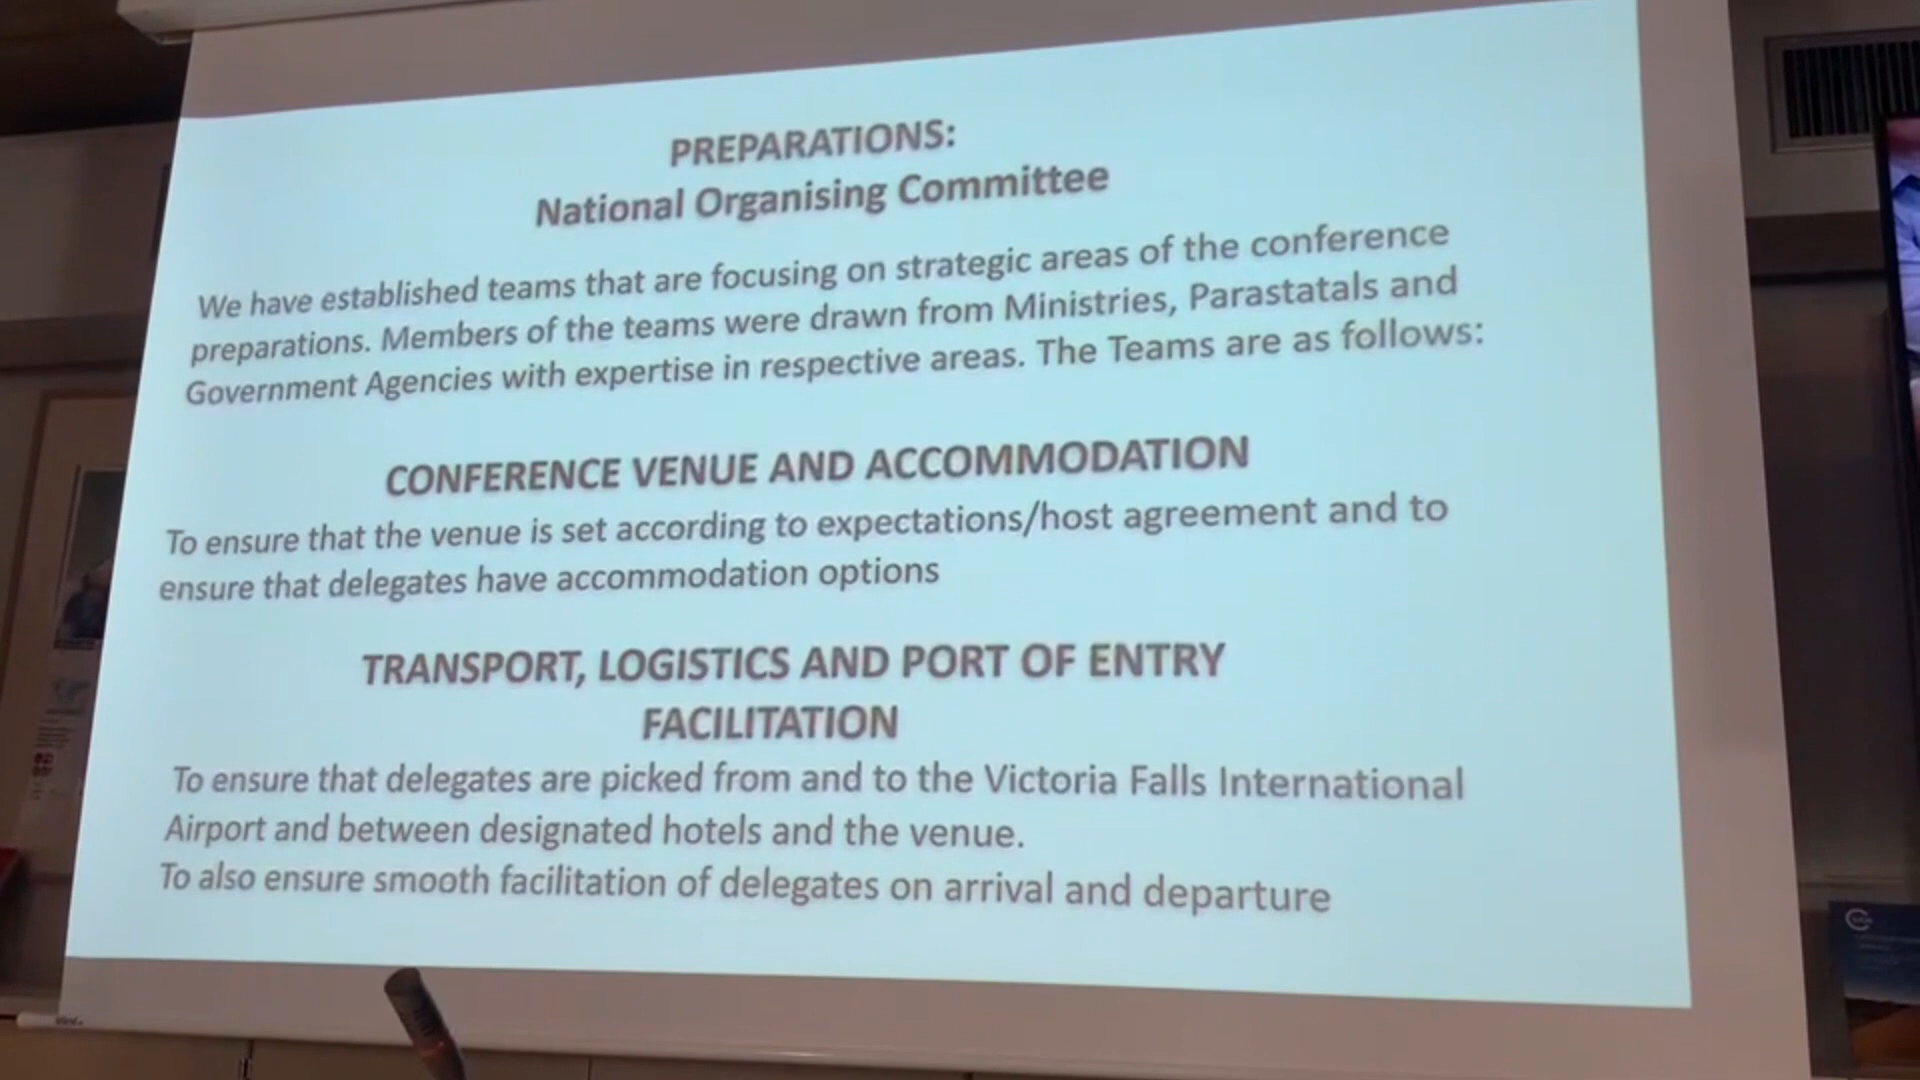 PREPARATIONS:
National Organising Committee
We have established teams that are focusing on strategic areas of the conference
preparations. Members of the teams were drawn from Ministries, Parastatals and
Government Agencies with expertise in respective areas. The Teams are as follows:
CONFERENCE VENUE AND ACCOMMODATION
To ensure that the venue is set according to expectations/host agreement and to
ensure that delegates have accommodation options
TRANSPORT, LOGISTICS AND PORT OF ENTRY
FACILITATION
To ensure that delegates are picked from and to the Victoria Falls International
Airport and between designated hotels and the venue.
To also ensure smooth facilitation of delegates on arrival and departure